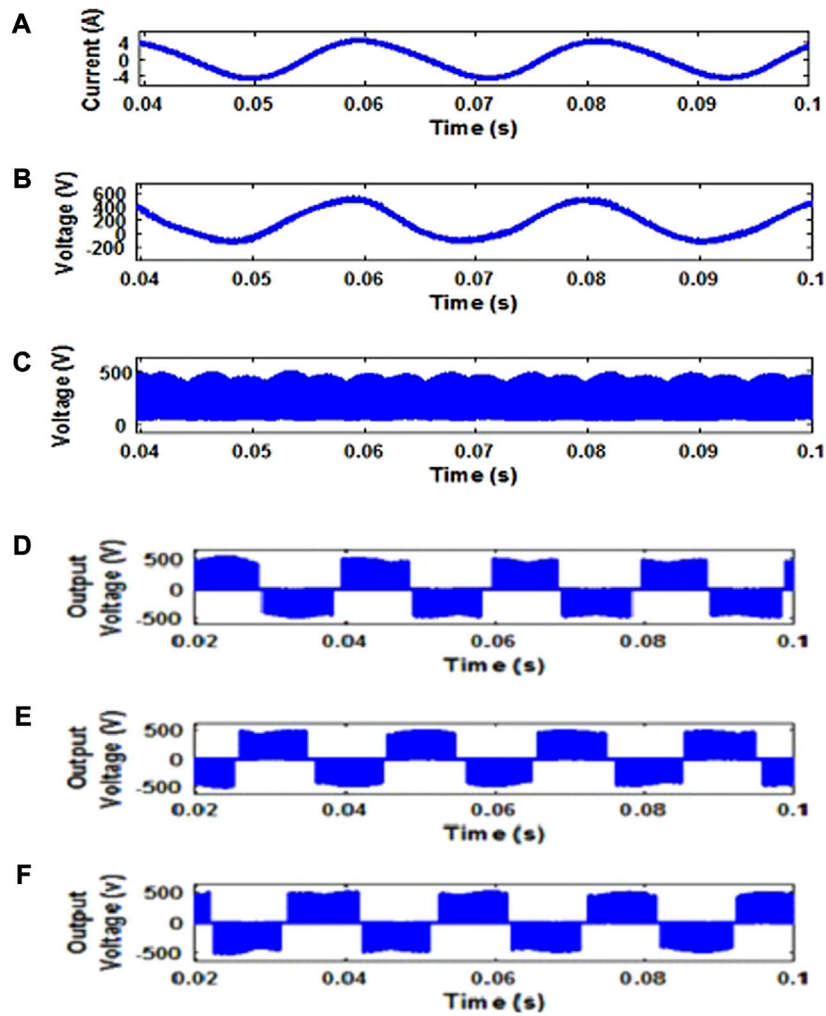 A
Current (A)
4
0
-4
0.04 0.05 0.06 0.07 0.08 0.09 0.1
Time (s)
B
Voltage (V)
600
400
200
0
-200
0.04 0.05 0.06 0.07 0.08 0.09 0.1
Time (s)
C
Voltage (V)
500
0
0.04 0.05 0.06 0.07 0.08 0.09 0.1
Time (s)
D
Output
Voltage (V)
500
0
-500
0.02 0.04 0.06 0.08 0.1
Time (s)
E
Output
Voltage (V)
500
0
-500
0.02 0.04 0.06 0.08 0.1
Time (s)
F
Output
Voltage (v)
500
0
-500
0.02 0.04 0.06 0.08 0.1
Time (s)